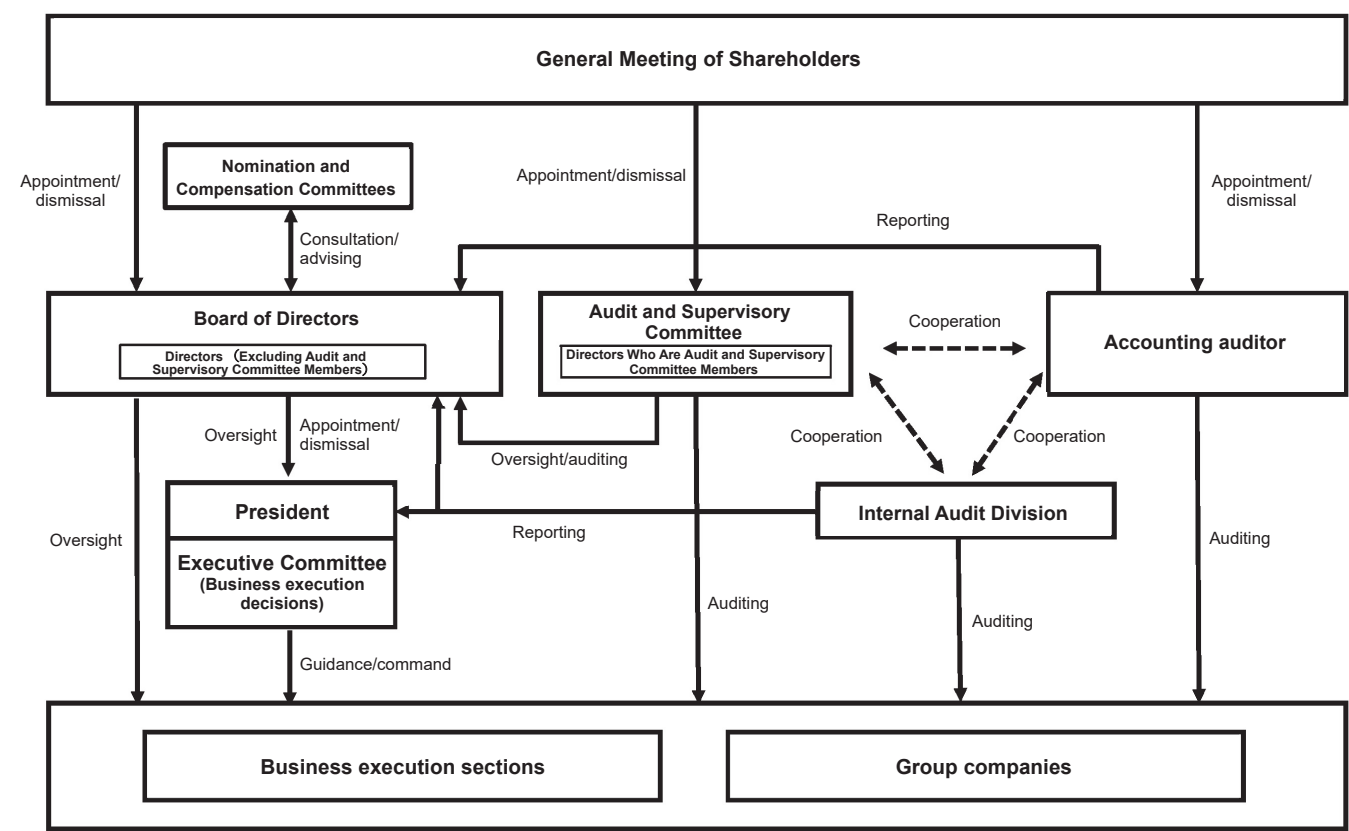 General Meeting of Shareholders
Appointment/
dismissal
Nomination and
Compensation Committees
Appointment/dismissal
Appointment/
dismissal
Reporting
Consultation/
advising
Board of Directors
Directors （Excluding Audit and
Supervisory Committee Members）
Audit and Supervisory
Committee
Directors Who Are Audit and Supervisory
Committee Members
Cooperation
Accounting auditor
Oversight
Appointment/
dismissal
Oversight/auditing
Cooperation
Cooperation
President
Executive Committee
(Business execution
decisions)
Reporting
Internal Audit Division
Oversight
Auditing
Auditing
Auditing
Guidance/command
Business execution sections
Group companies